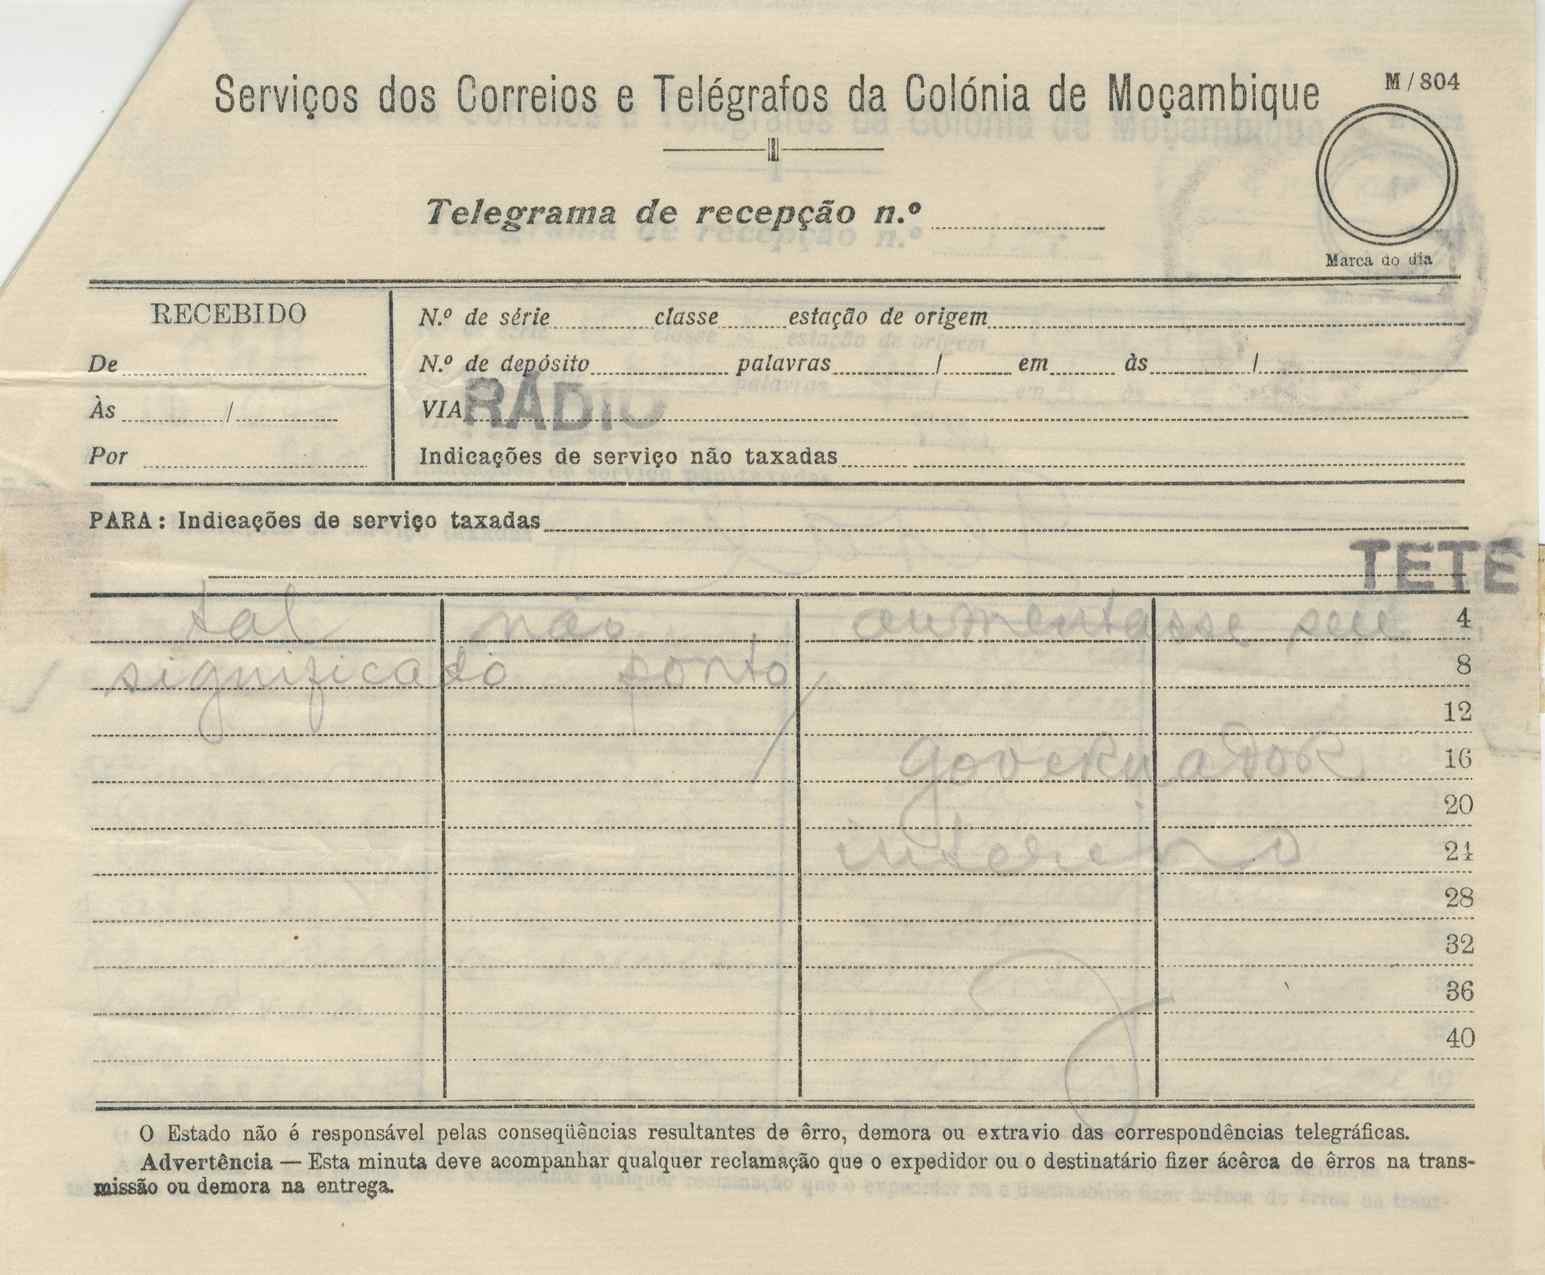 Serviços dos Correios e Telégrafos da Colónia de Moçambique
M/804
Telegrama de recepção n.º
Marca do dia
RECEBIDO
N.º de série classe estação de origem
De
N.º de depósito palavras / em às /
Às /
VIA RÁDIO
Por
Indicações de serviço não taxadas
PARA: Indicações de serviço taxadas
TETE
tal não aumentasse seu 4
significado ponto 8
12
governador 16
20
interino 24
28
32
36
40
O Estado não é responsável pelas conseqüências resultantes de êrro, demora ou extravio das correspondências telegráficas.
Advertência — Esta minuta deve acompanhar qualquer reclamação que o expedidor ou o destinatário fizer ácêrca de êrros na trans-
missão ou demora na entrega.